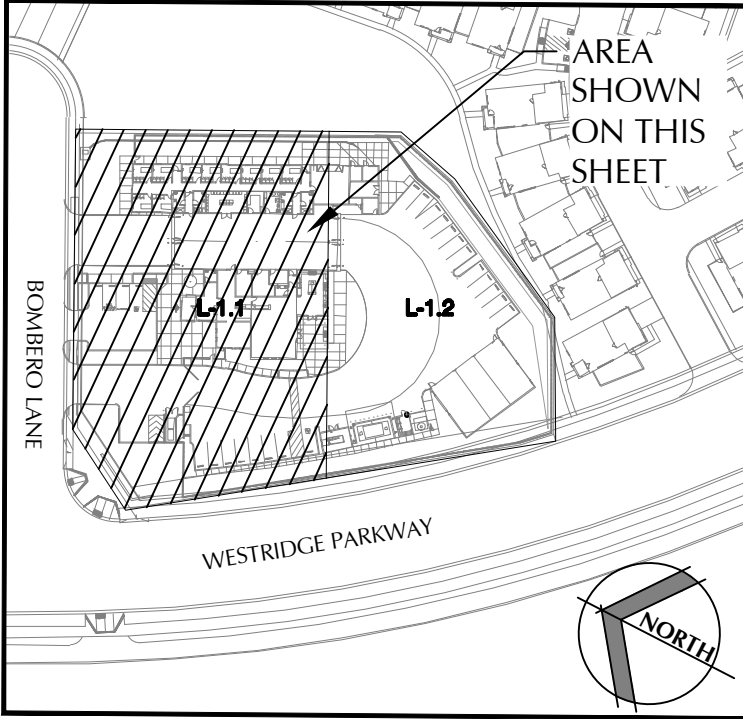 AREA
SHOWN
ON THIS
SHEET
L-1.1
L-1.2
BOMBERO LANE
WESTRIDGE PARKWAY
NORTH